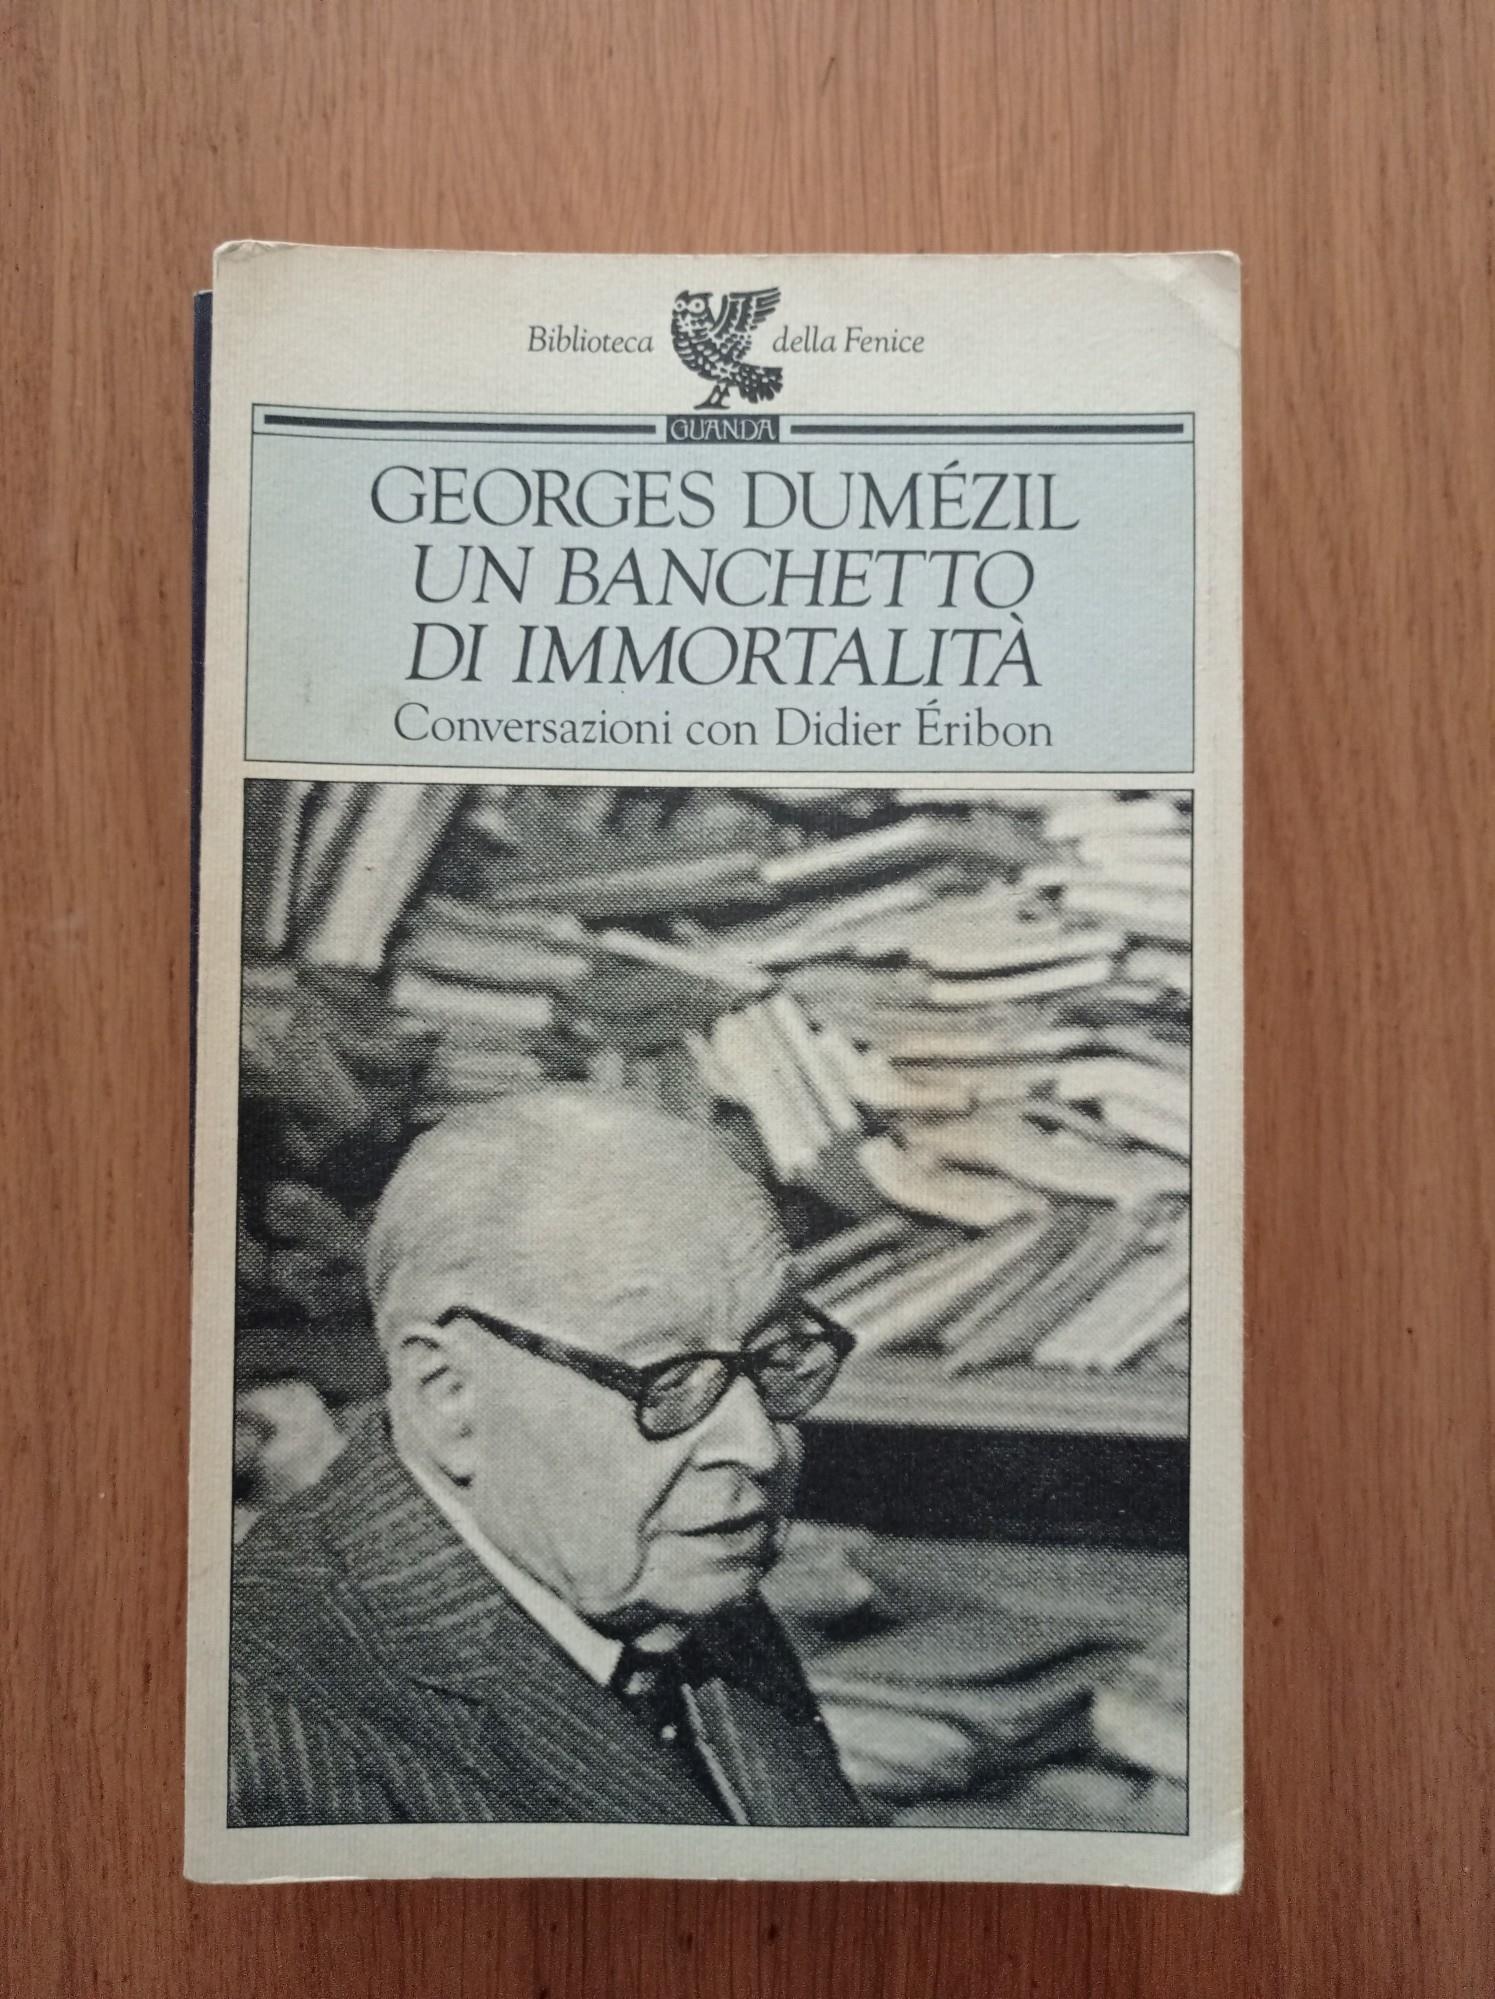 Biblioteca della Fenice
GUANDA
GEORGES DUMÉZIL
UN BANCHETTO
DI IMMORTALITÀ
Conversazioni con Didier Éribon